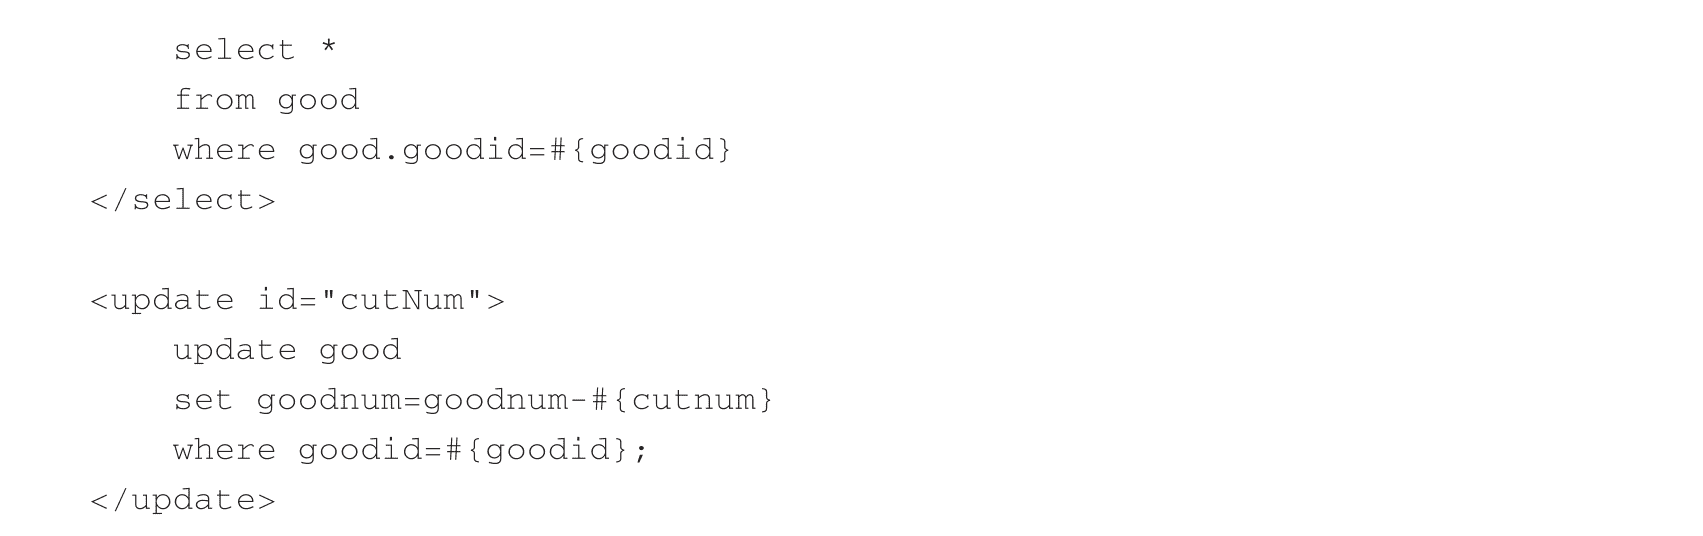 select *
    from good
    where good.goodid=#{goodid}
</select>

<update id="cutNum">
    update good
    set goodnum=goodnum-#{cutnum}
    where goodid=#{goodid};
</update>